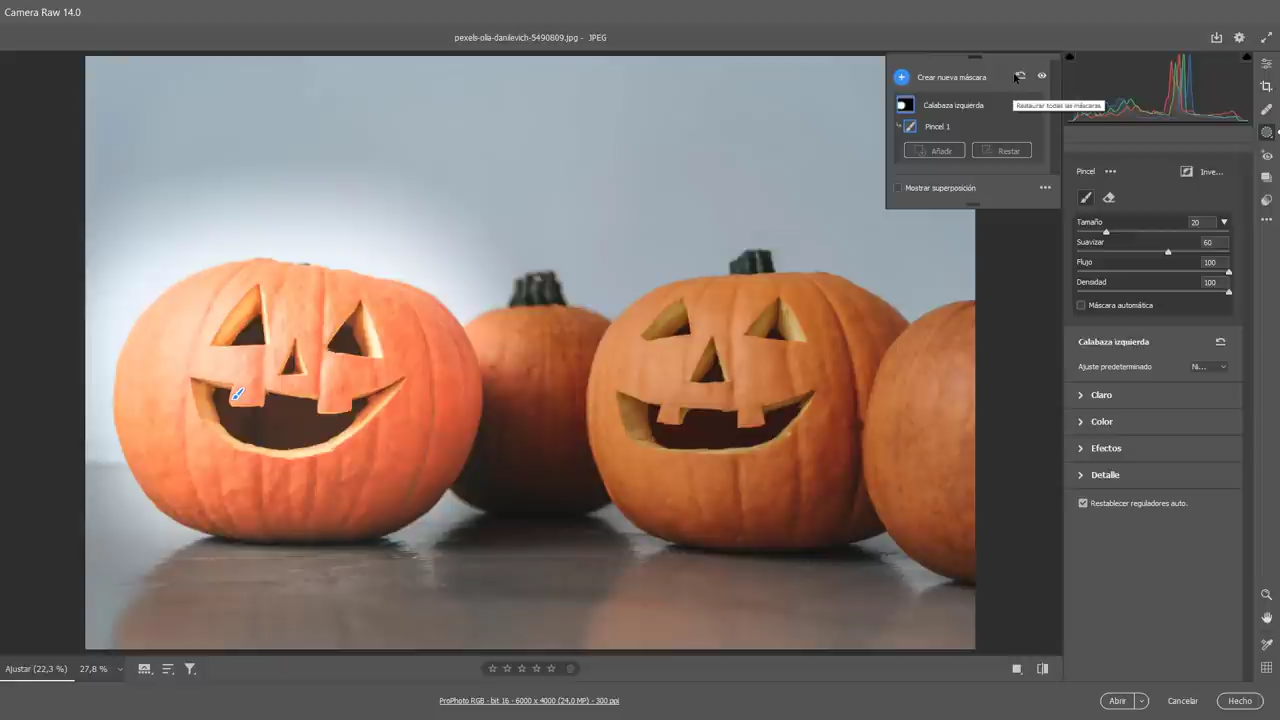 Camera Raw 14.0
pexels-olia-danilevich-5490809.jpg - JPEG
Crear nueva máscara
Calabaza izquierda
Restaurar todas las máscaras
Pincel 1
Añadir
Restar
Mostrar superposición
Pincel
Inve...
Tamaño 20
Suavizar 60
Flujo 100
Densidad 100
Máscara automática
Calabaza izquierda
Ajuste predeterminado Ni...
Claro
Color
Efectos
Detalle
Restablecer reguladores auto.
Ajustar (22,3 %) 27,8 %
ProPhoto RGB - bit 16 - 6000 x 4000 (24,0 MP) - 300 ppi
Abrir Cancelar Hecho